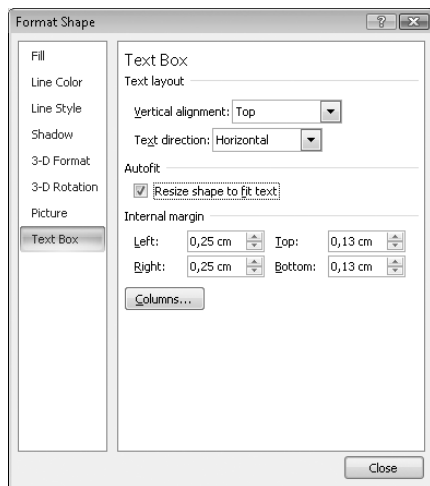 Format Shape
Fill
Line Color
Line Style
Shadow
3-D Format
3-D Rotation
Picture
Text Box
Text Box
Text layout
Vertical alignment: Top
Text direction: Horizontal
Autofit
Resize shape to fit text
Internal margin
Left: 0,25 cm Top: 0,13 cm
Right: 0,25 cm Bottom: 0,13 cm
Columns...
Close